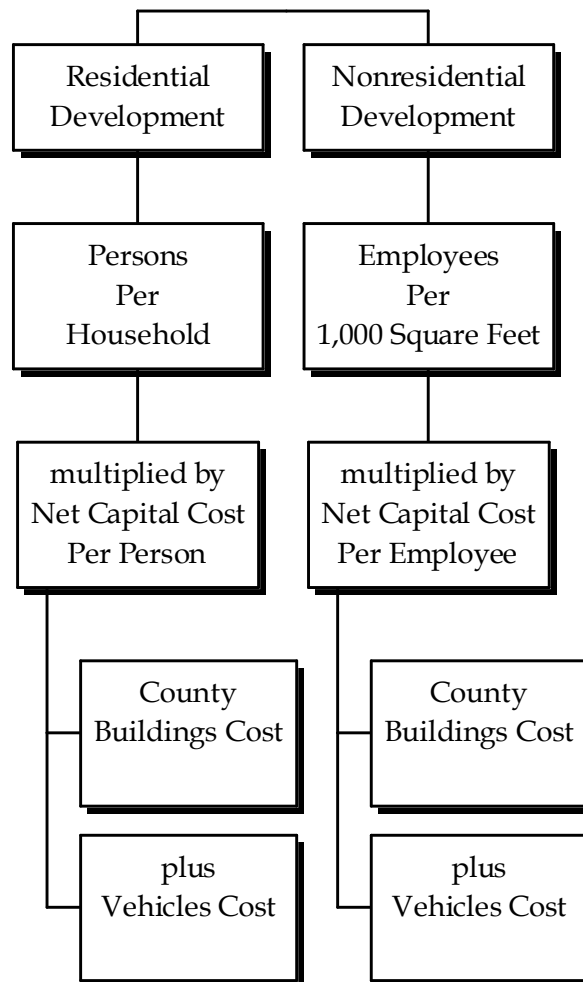 Residential
Development
Nonresidential
Development
Persons
Per
Household
Employees
Per
1,000 Square Feet
multiplied by
Net Capital Cost
Per Person
multiplied by
Net Capital Cost
Per Employee
County
Buildings Cost
County
Buildings Cost
plus
Vehicles Cost
plus
Vehicles Cost